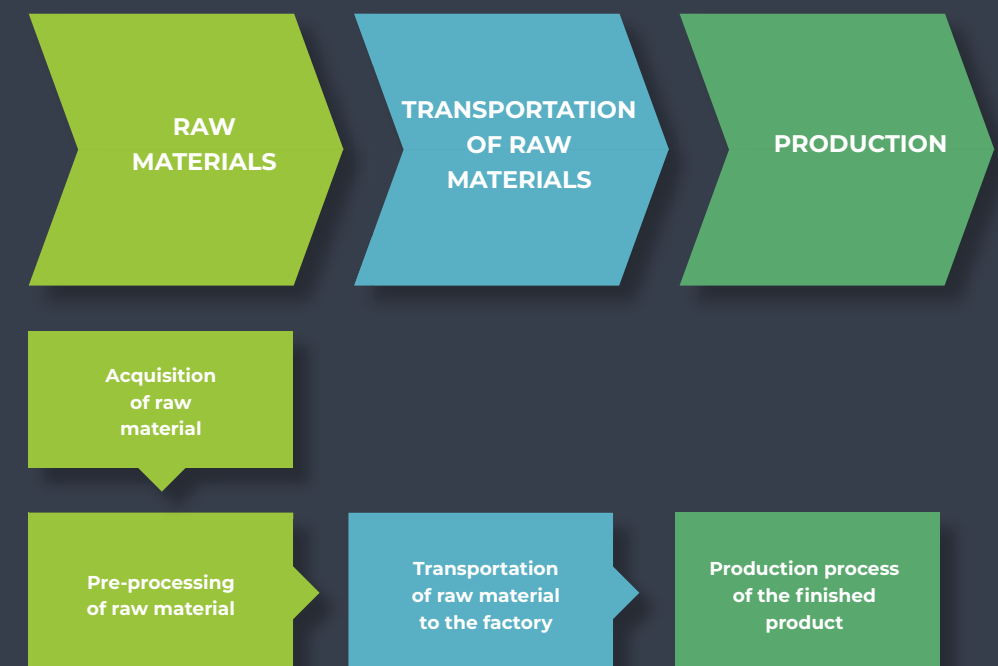 RAW
MATERIALS
TRANSPORTATION
OF RAW
MATERIALS
PRODUCTION
Acquisition
of raw
material
Pre-processing
of raw material
Transportation
of raw material
to the factory
Production process
of the finished
product